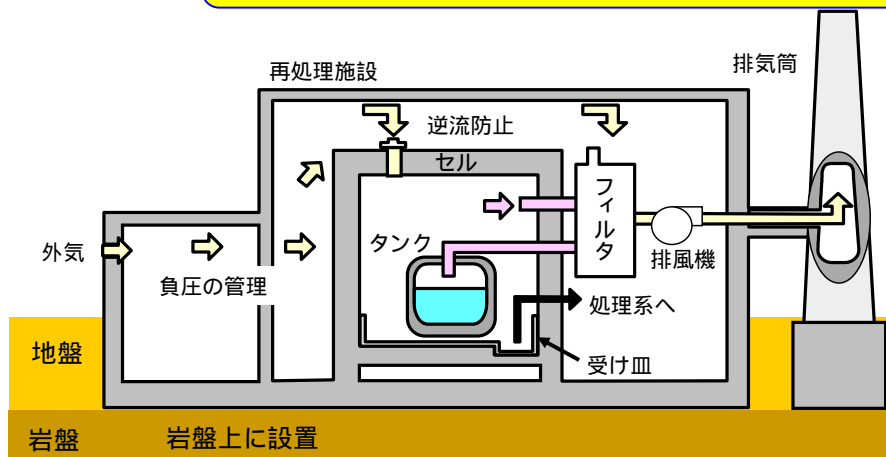 再処理施設
排気筒
逆流防止
セル
フィルタ
外気
タンク
排風機
負圧の管理
処理系へ
地盤
受け皿
岩盤
岩盤上に設置